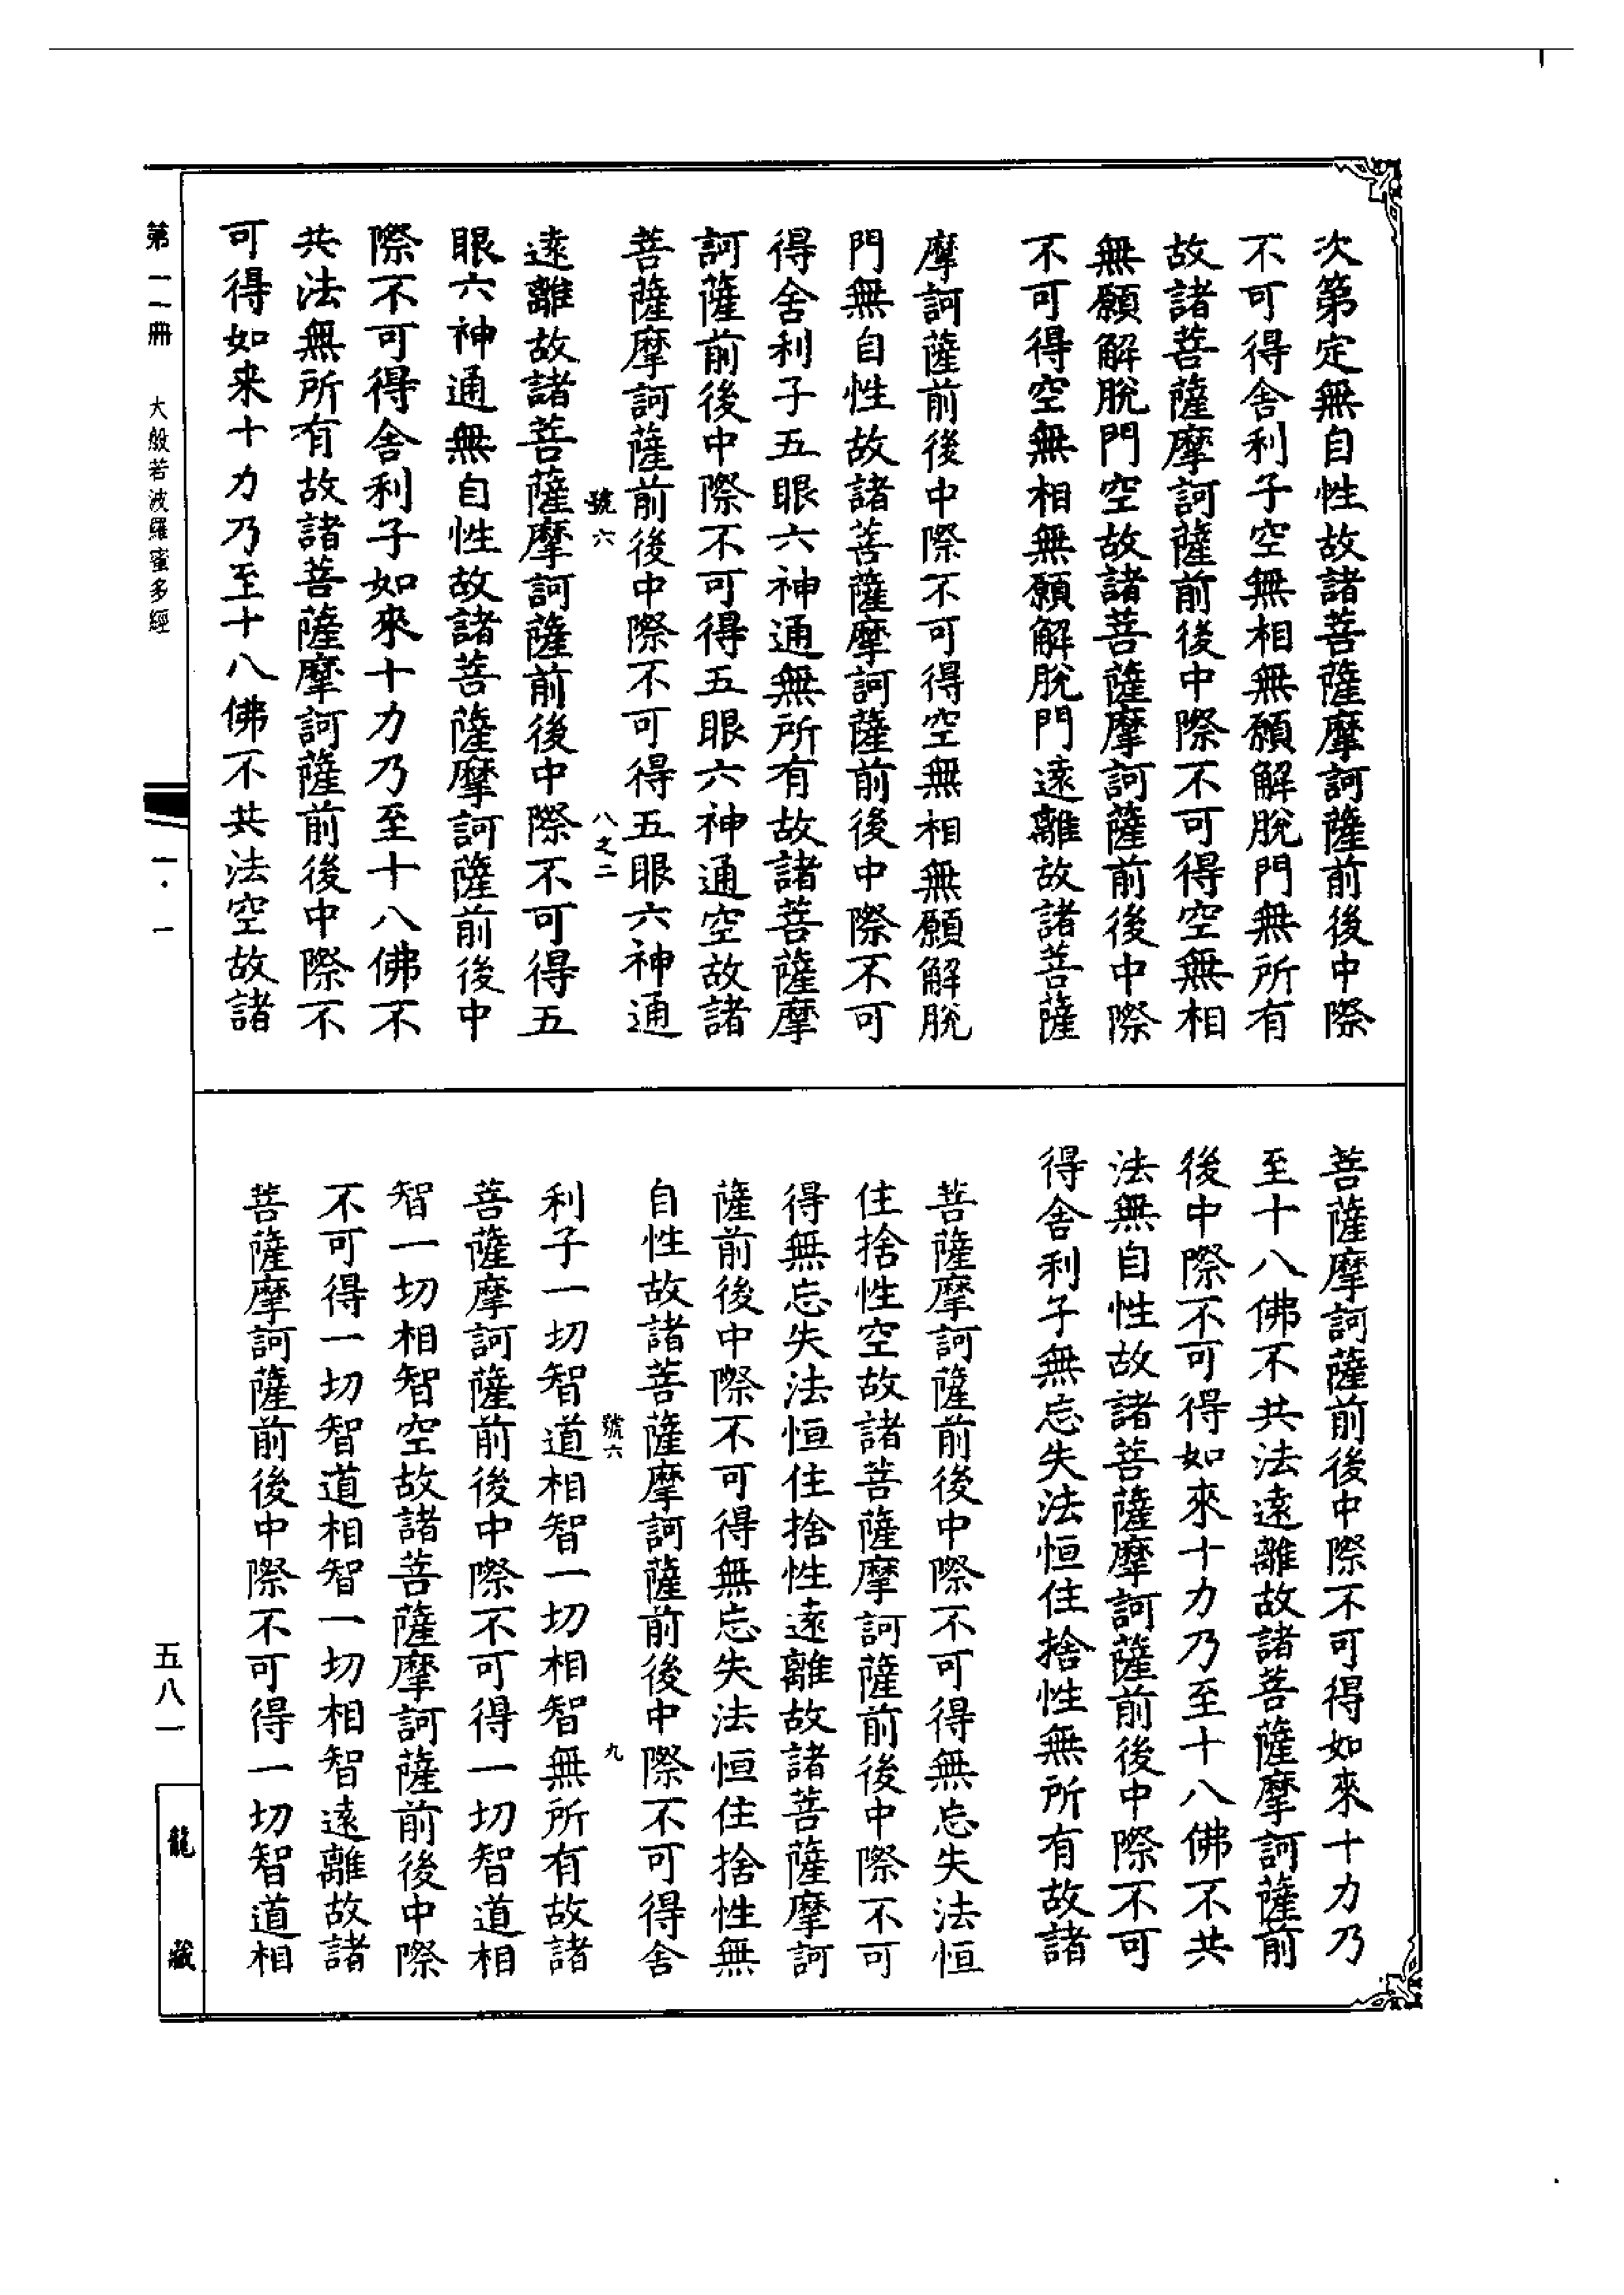 次第定無自性故諸菩薩摩訶薩前後中際
不可得舍利子空無相無願解脫門無所有
故諸菩薩摩訶薩前後中際不可得空無相
無願解脫門空故諸菩薩摩訶薩前後中際
不可得空無相無願解脫門遠離故諸菩薩
摩訶薩前後中際不可得空無相無願解脫
門無自性故諸菩薩摩訶薩前後中際不可
得舍利子五眼六神通無所有故諸菩薩摩
訶薩前後中際不可得五眼六神通空故諸
菩薩摩訶薩前後中際不可得五眼六神通
號六 八之二
遠離故諸菩薩摩訶薩前後中際不可得五
眼六神通無自性故諸菩薩摩訶薩前後中
際不可得舍利子如來十力乃至十八佛不
共法無所有故諸菩薩摩訶薩前後中際不
可得如来十力乃至十八佛不共法空故諸
菩薩摩訶薩前後中際不可得如來十力乃
至十八佛不共法遠離故諸菩薩摩訶薩前
後中際不可得如來十力乃至十八佛不共
法無自性故諸菩薩摩訶薩前後中際不可
得舍利子無忘失法恒住捨性無所有故諸
菩薩摩訶薩前後中際不可得無忘失法恒
住捨性空故諸菩薩摩訶薩前後中際不可
得無忘失法恒住捨性遠離故諸菩薩摩訶
薩前後中際不可得無忘失法恒住捨性無
自性故諸菩薩摩訶薩前後中際不可得舍
號六 九
利子一切智道相智一切相智無所有故諸
菩薩摩訶薩前後中際不可得一切智道相
智一切相智空故諸菩薩摩訶薩前後中際
不可得一切智道相智一切相智遠離故諸
菩薩摩訶薩前後中際不可得一切智道相
第一一冊 大般若波羅蜜多經
一·一
五八一
龍藏